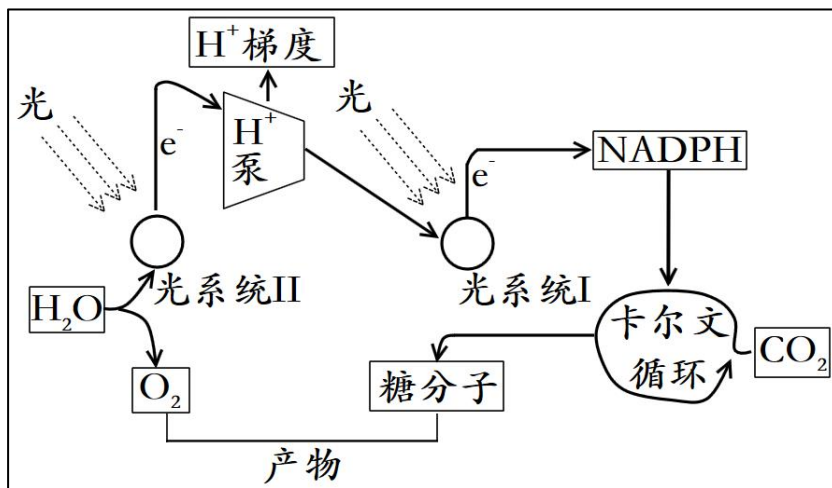 H⁺梯度
光
光
e⁻
H⁺
泵
e⁻
NADPH
光系统II
光系统I
H₂O
卡尔文
循环
CO₂
O₂
糖分子
产物